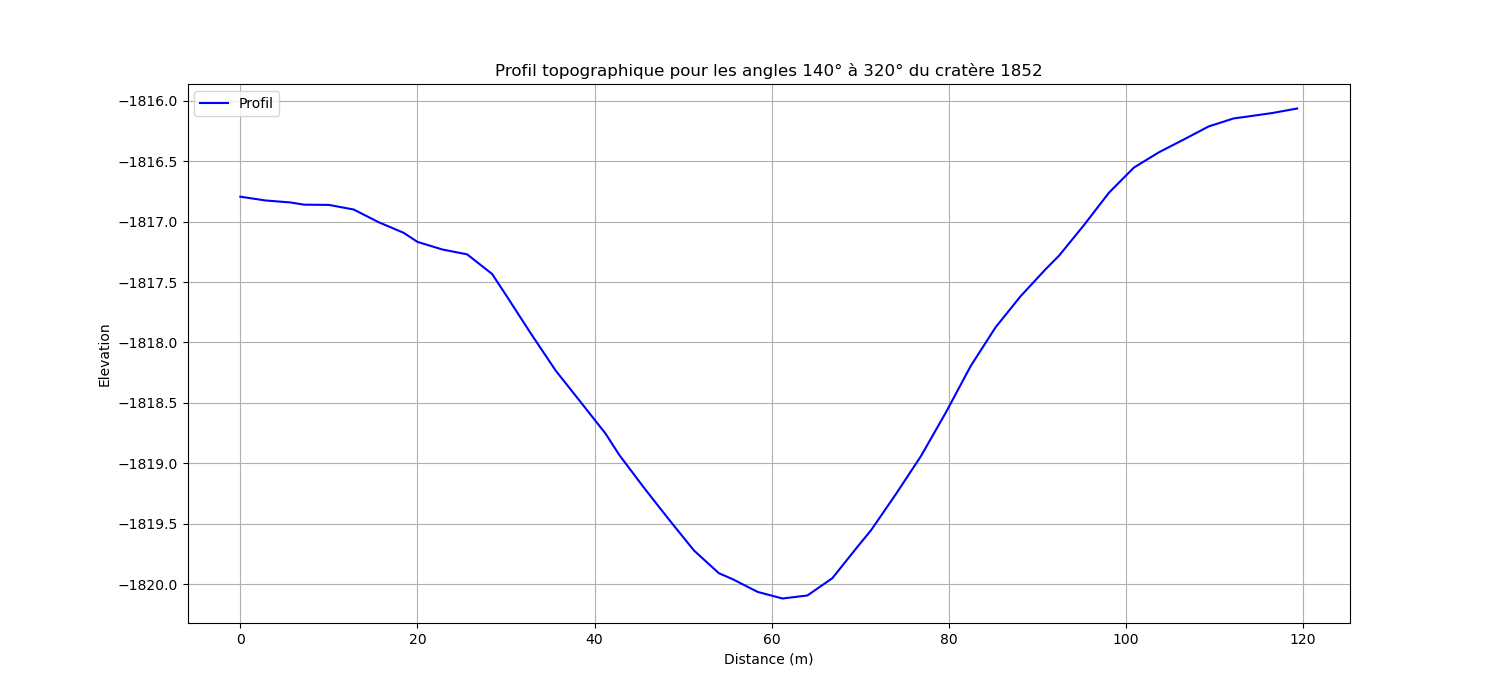 Profil topographique pour les angles 140° à 320° du cratère 1852
Profil
Elevation
−1816.0
−1816.5
−1817.0
−1817.5
−1818.0
−1818.5
−1819.0
−1819.5
−1820.0
0 20 40 60 80 100 120
Distance (m)